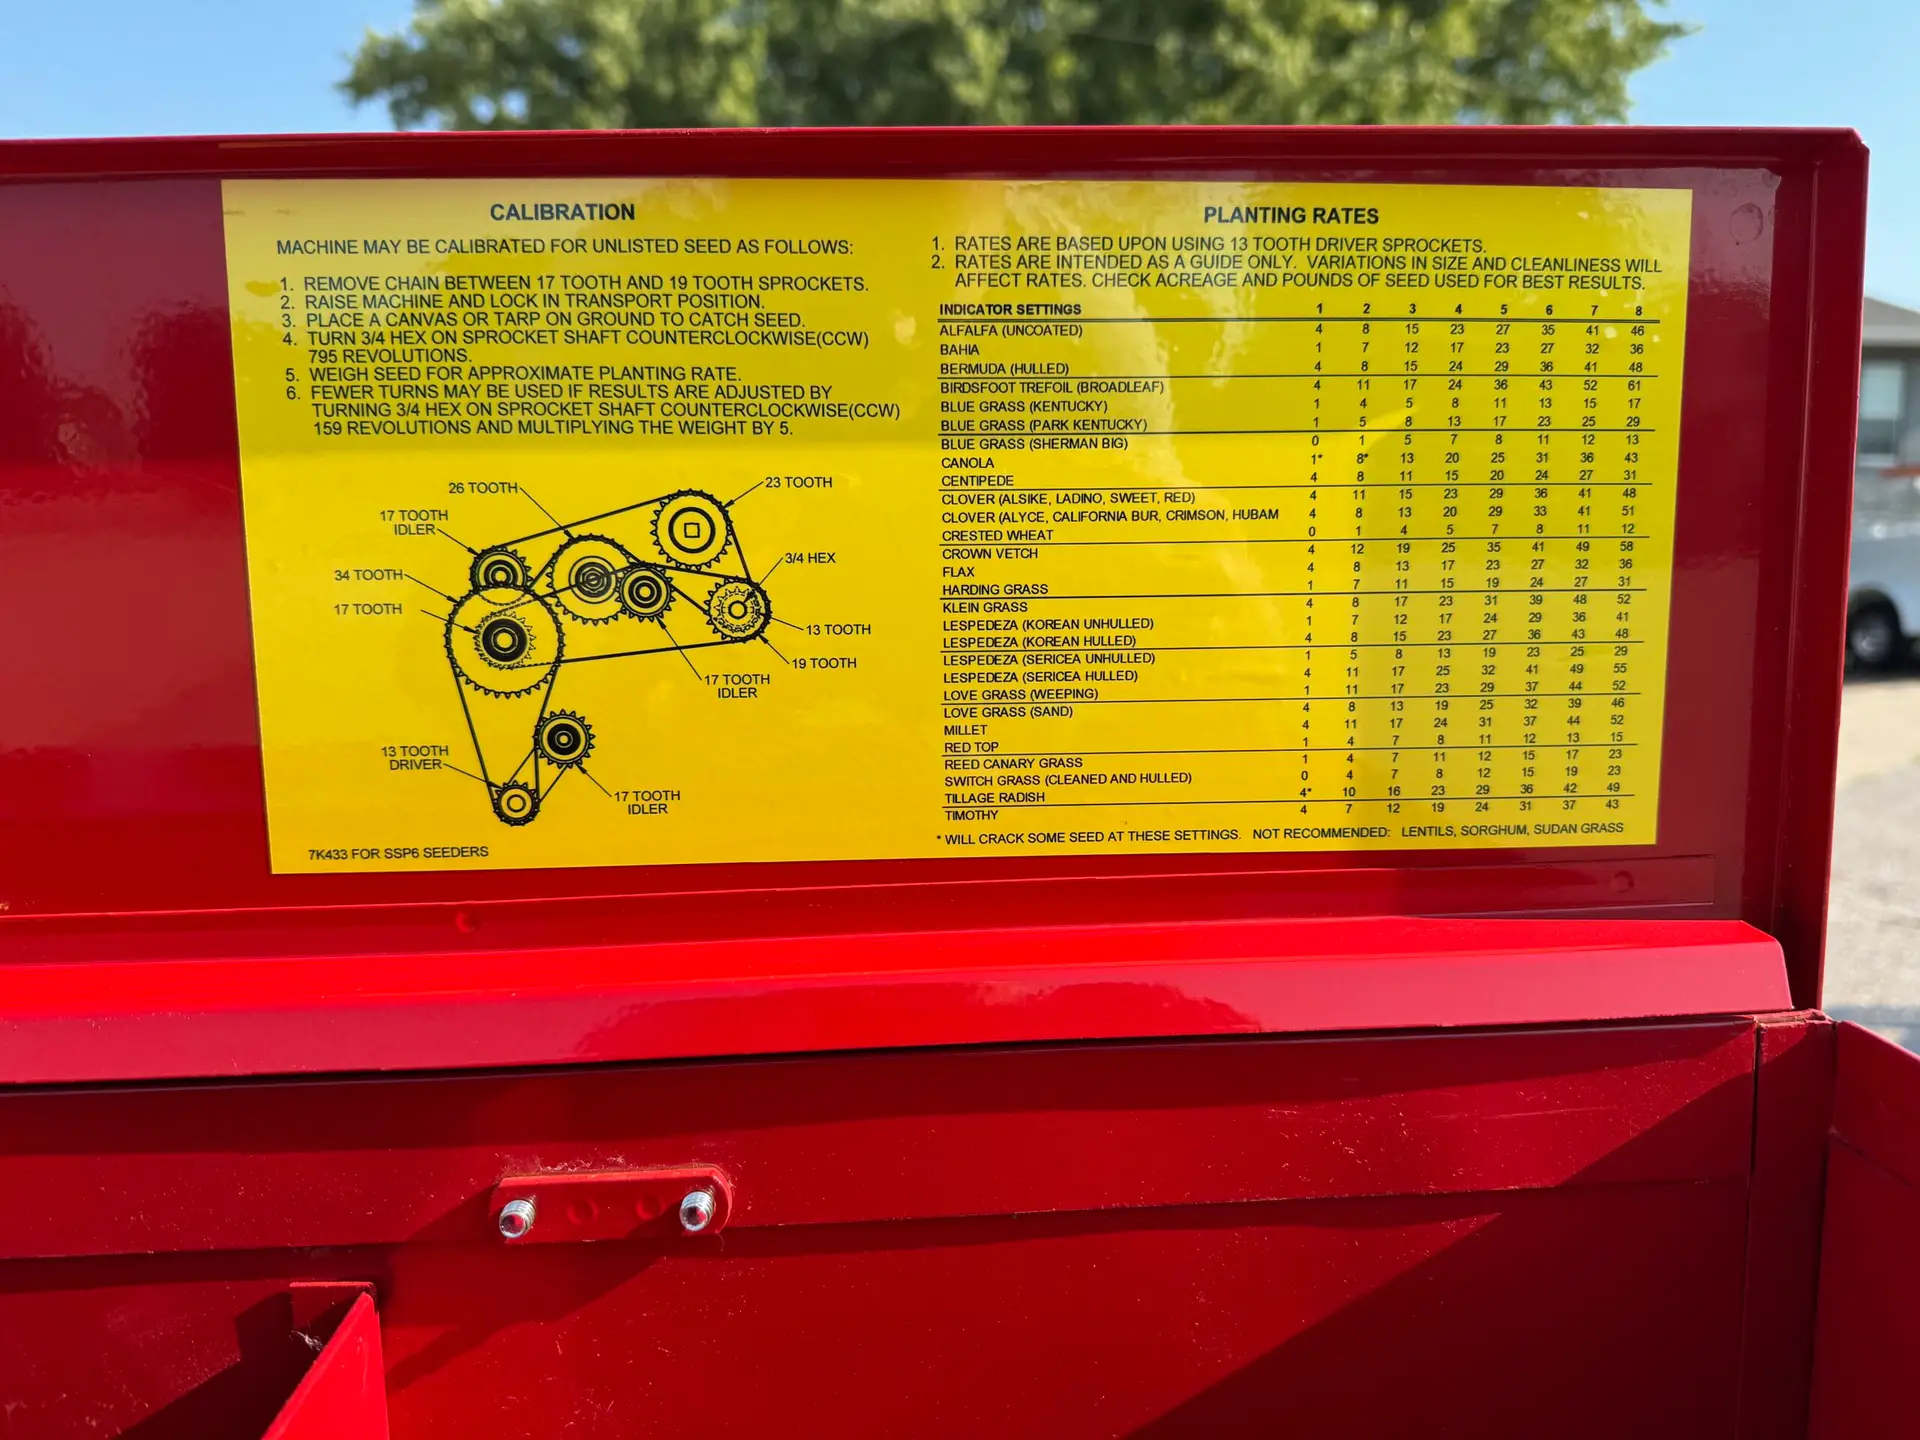 CALIBRATION
MACHINE MAY BE CALIBRATED FOR UNLISTED SEED AS FOLLOWS:
1. REMOVE CHAIN BETWEEN 17 TOOTH AND 19 TOOTH SPROCKETS.
2. RAISE MACHINE AND LOCK IN TRANSPORT POSITION.
3. PLACE A CANVAS OR TARP ON GROUND TO CATCH SEED.
4. TURN 3/4 HEX ON SPROCKET SHAFT COUNTERCLOCKWISE(CCW)
795 REVOLUTIONS.
5. WEIGH SEED FOR APPROXIMATE PLANTING RATE.
6. FEWER TURNS MAY BE USED IF RESULTS ARE ADJUSTED BY
TURNING 3/4 HEX ON SPROCKET SHAFT COUNTERCLOCKWISE(CCW)
159 REVOLUTIONS AND MULTIPLYING THE WEIGHT BY 5.
26 TOOTH
23 TOOTH
17 TOOTH
IDLER
3/4 HEX
34 TOOTH
17 TOOTH
13 TOOTH
19 TOOTH
17 TOOTH
IDLER
13 TOOTH
DRIVER
17 TOOTH
IDLER
7K433 FOR SSP6 SEEDERS
PLANTING RATES
1. RATES ARE BASED UPON USING 13 TOOTH DRIVER SPROCKETS.
2. RATES ARE INTENDED AS A GUIDE ONLY. VARIATIONS IN SIZE AND CLEANLINESS WILL
AFFECT RATES. CHECK ACREAGE AND POUNDS OF SEED USED FOR BEST RESULTS.
INDICATOR SETTINGS 1 2 3 4 5 6 7 8
ALFALFA (UNCOATED) 4 8 15 23 27 35 41 46
BAHIA 1 7 12 17 23 27 32 36
BERMUDA (HULLED) 4 8 15 24 29 36 41 48
BIRDSFOOT TREFOIL (BROADLEAF) 4 11 17 24 36 43 52 61
BLUE GRASS (KENTUCKY) 1 4 5 8 11 13 15 17
BLUE GRASS (PARK KENTUCKY) 1 5 8 13 17 23 25 29
BLUE GRASS (SHERMAN BIG) 0 1 5 7 8 11 12 13
CANOLA 1* 8* 13 20 25 31 36 43
CENTIPEDE 4 8 11 15 20 24 27 31
CLOVER (ALSIKE, LADINO, SWEET, RED) 4 11 15 23 29 36 41 48
CLOVER (ALYCE, CALIFORNIA BUR, CRIMSON, HUBAM 4 8 13 20 29 33 41 51
CRESTED WHEAT 0 1 4 5 7 8 11 12
CROWN VETCH 4 12 19 25 35 41 49 58
FLAX 4 8 13 17 23 27 32 36
HARDING GRASS 1 7 11 15 19 24 27 31
KLEIN GRASS 4 8 17 23 31 39 48 52
LESPEDEZA (KOREAN UNHULLED) 1 7 12 17 24 29 36 41
LESPEDEZA (KOREAN HULLED) 4 8 15 23 27 36 43 48
LESPEDEZA (SERICEA UNHULLED) 1 5 8 13 19 23 25 29
LESPEDEZA (SERICEA HULLED) 4 11 17 25 32 41 49 55
LOVE GRASS (WEEPING) 1 11 17 23 29 37 44 52
LOVE GRASS (SAND) 4 8 13 19 25 32 39 46
MILLET 4 11 17 24 31 37 44 52
RED TOP 1 4 7 8 11 12 13 15
REED CANARY GRASS 1 4 7 11 12 15 17 23
SWITCH GRASS (CLEANED AND HULLED) 0 4 7 8 12 15 19 23
TILLAGE RADISH 4* 10 16 23 29 36 42 49
TIMOTHY 4 7 12 19 24 31 37 43
* WILL CRACK SOME SEED AT THESE SETTINGS. NOT RECOMMENDED: LENTILS, SORGHUM, SUDAN GRASS